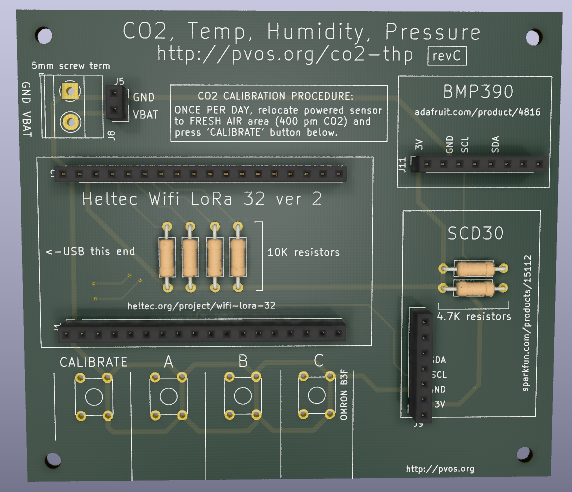 CO2, Temp, Humidity, Pressure
http://pvos.org/co2-thp revC
5mm screw term
J5
GND VBAT
GND
VBAT
J8
CO2 CALIBRATION PROCEDURE:
ONCE PER DAY, relocate powered sensor
to FRESH AIR area (400 pm CO2) and
press 'CALIBRATE' button below.
BMP390
adafruit.com/product/4816
3V GND SCL SDA
J11
Heltec Wifi LoRa 32 ver 2
<-USB this end
10K resistors
heltec.org/project/wifi-lora-32
SCD30
4.7K resistors
sparkfun.com/products/15112
SCL
3V
J9
CALIBRATE A B C
OMRON B3F
http://pvos.org